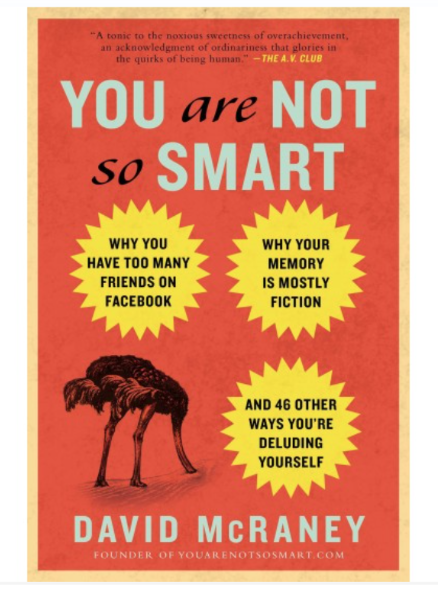 "A tonic to the noxious sweetness of overachievement,
an acknowledgment of ordinariness that glories in
the quirks of being human." —THE A.V. CLUB
YOU are NOT
so SMART
WHY YOU
HAVE TOO MANY
FRIENDS ON
FACEBOOK
WHY YOUR
MEMORY
IS MOSTLY
FICTION
AND 46 OTHER
WAYS YOU'RE
DELUDING
YOURSELF
DAVID McRANEY
FOUNDER OF YOUARENOTSOSMART.COM